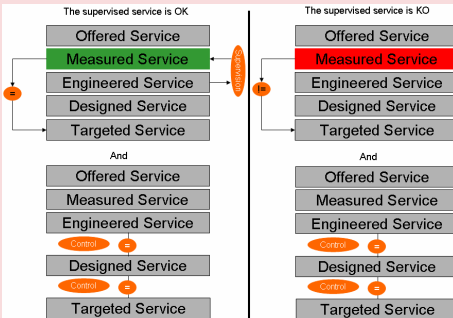 The supervised service is OK
Offered Service
Measured Service
Engineered Service
Designed Service
Targeted Service
=
Supervision
And
Offered Service
Measured Service
Engineered Service
Control =
Designed Service
Control =
Targeted Service
The supervised service is KO
Offered Service
Measured Service
Engineered Service
Designed Service
Targeted Service
!=
And
Offered Service
Measured Service
Engineered Service
Control =
Designed Service
Control =
Targeted Service